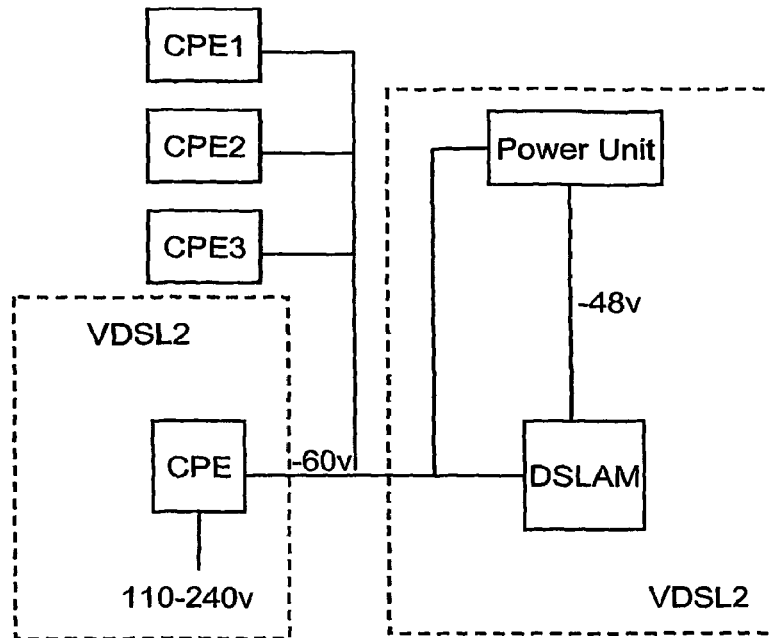 CPE1
CPE2
Power Unit
CPE3
-48v
VDSL2
CPE
-60v
DSLAM
110-240v
VDSL2